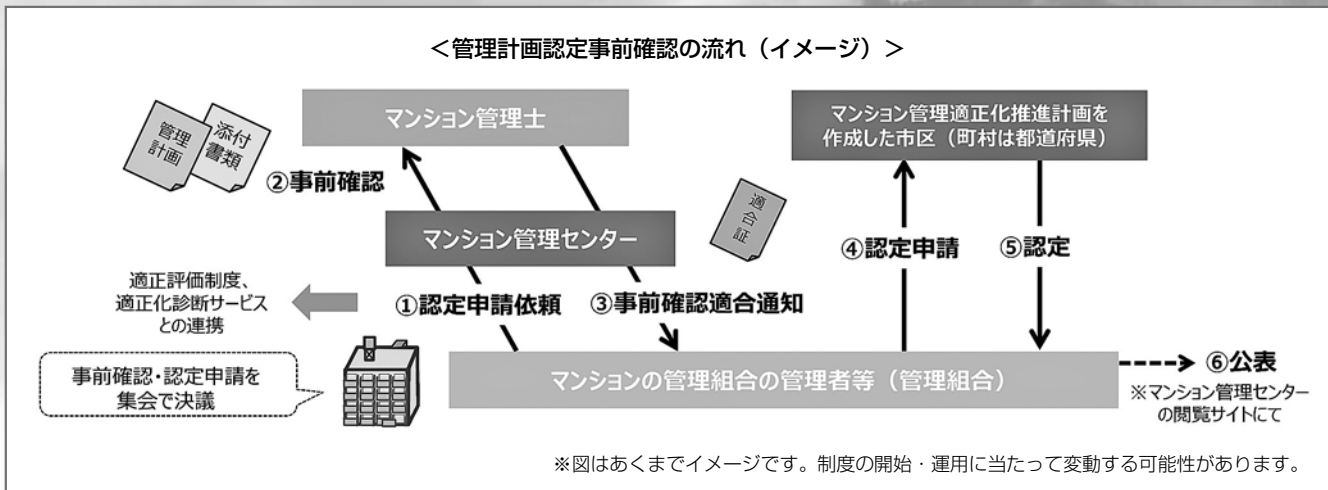 ＜管理計画認定事前確認の流れ（イメージ）＞
管理
計画
添付
書類
マンション管理士
マンション管理適正化推進計画を
作成した市区（町村は都道府県）
②事前確認
マンション管理センター
適合証
④認定申請
⑤認定
適正評価制度、
適正化診断サービス
との連携
①認定申請依頼
③事前確認適合通知
事前確認・認定申請を
集会で決議
マンションの管理組合の管理者等（管理組合）
⑥公表
※マンション管理センター
の閲覧サイトにて
※図はあくまでイメージです。制度の開始・運用に当たって変動する可能性があります。